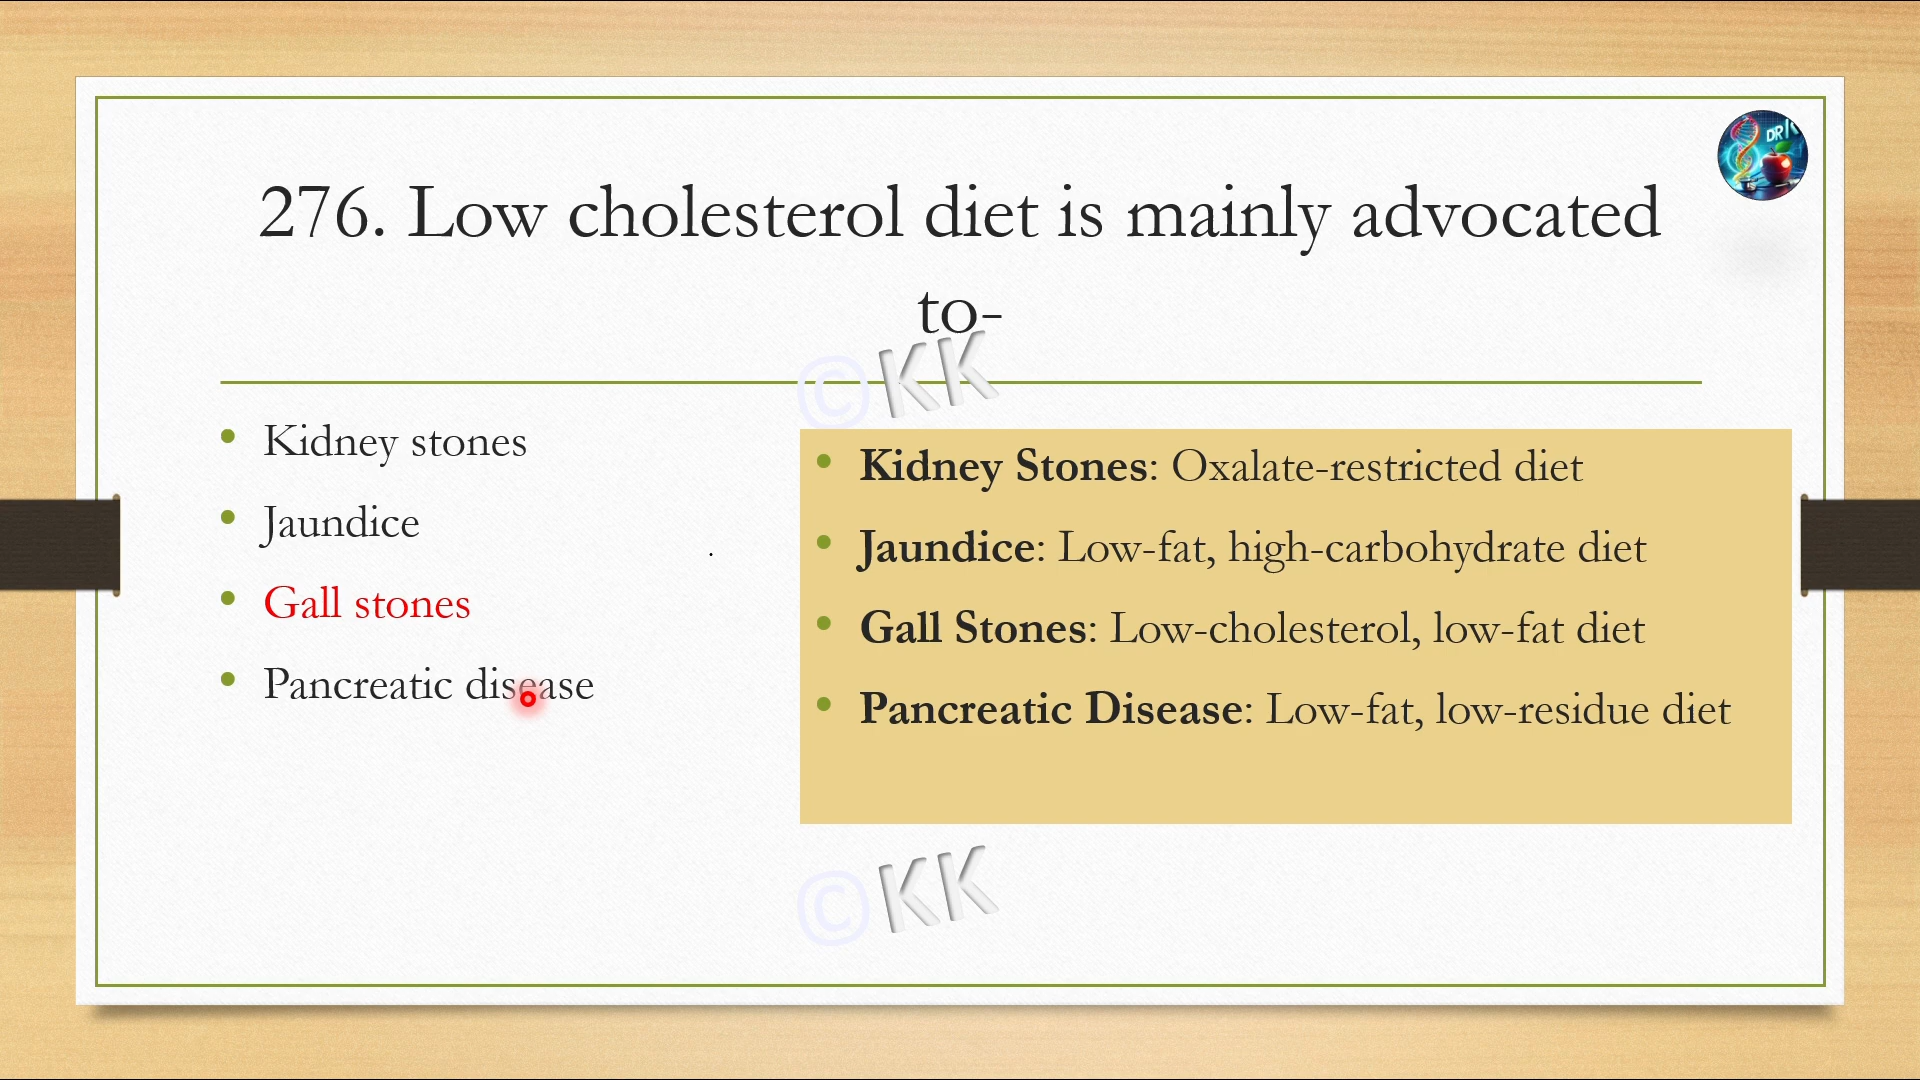 276. Low cholesterol diet is mainly advocated
to-
©KK
Kidney stones
Jaundice
Gall stones
Pancreatic disease
Kidney Stones: Oxalate-restricted diet
Jaundice: Low-fat, high-carbohydrate diet
Gall Stones: Low-cholesterol, low-fat diet
Pancreatic Disease: Low-fat, low-residue diet
©KK